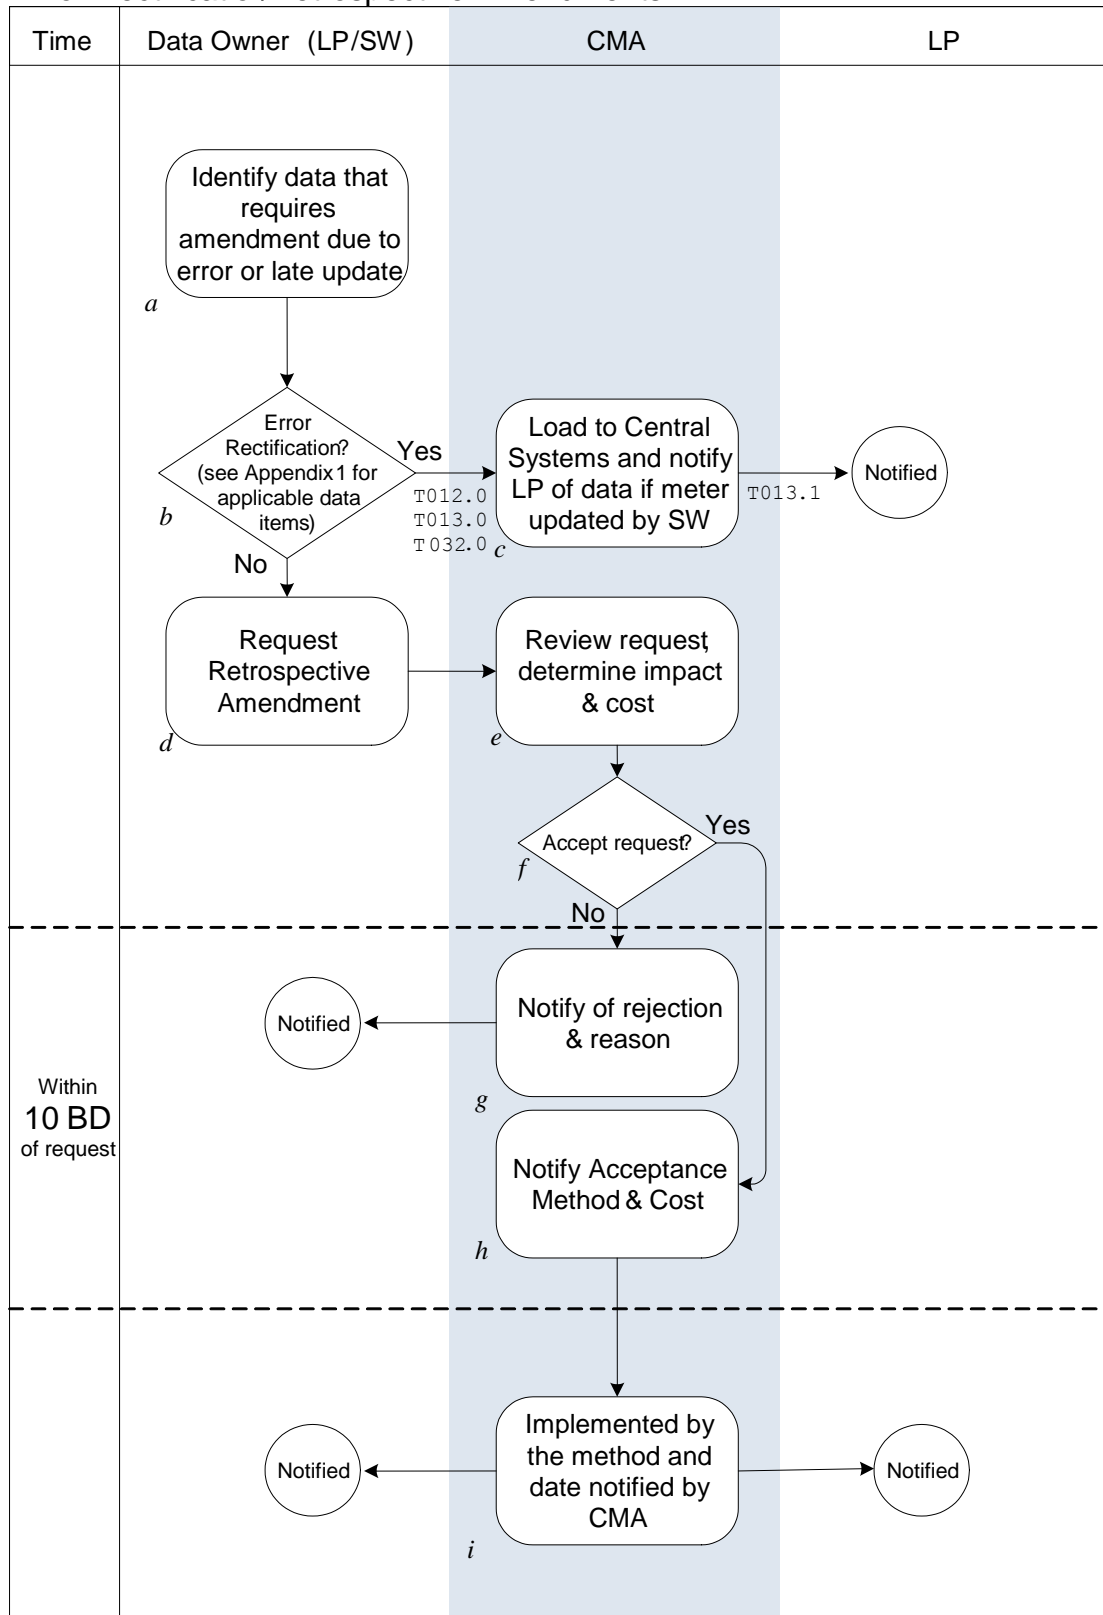 Time
Data Owner (LP/SW)
CMA
LP
Identify data that
requires
amendment due to
error or late update
a
Error
Rectification?
(see Appendix 1 for
applicable data
items)
b
Yes
T012.0
T013.0
T032.0
Load to Central
Systems and notify
LP of data if meter
updated by SW
c
T013.1
Notified
No
Request
Retrospective
Amendment
d
Review request,
determine impact
& cost
e
Accept request?
f
Yes
No
Within
10 BD
of request
Notify of rejection
& reason
g
Notified
Notify Acceptance
Method & Cost
h
Implemented by
the method and
date notified by
CMA
i
Notified
Notified